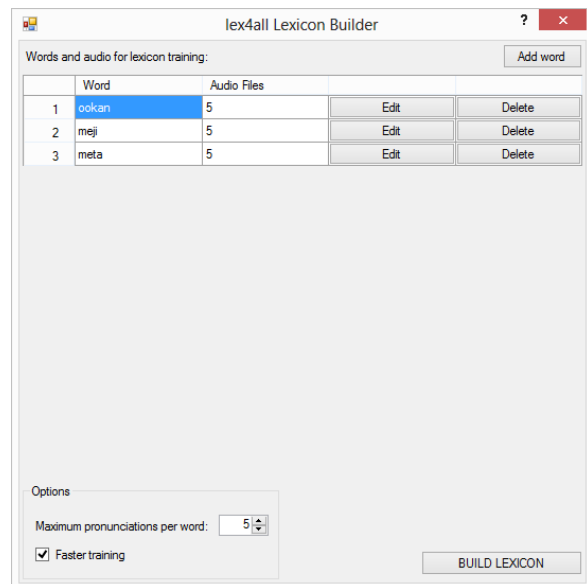 lex4all Lexicon Builder ?
Words and audio for lexicon training: Add word
Word Audio Files
1 ookan 5 Edit Delete
2 meji 5 Edit Delete
3 meta 5 Edit Delete
Options
Maximum pronunciations per word: 5
Faster training
BUILD LEXICON